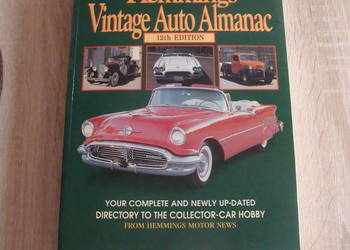 Hemmings
Vintage Auto Almanac
12th EDITION
YOUR COMPLETE AND NEWLY UP-DATED
DIRECTORY TO THE COLLECTOR-CAR HOBBY
FROM HEMMINGS MOTOR NEWS